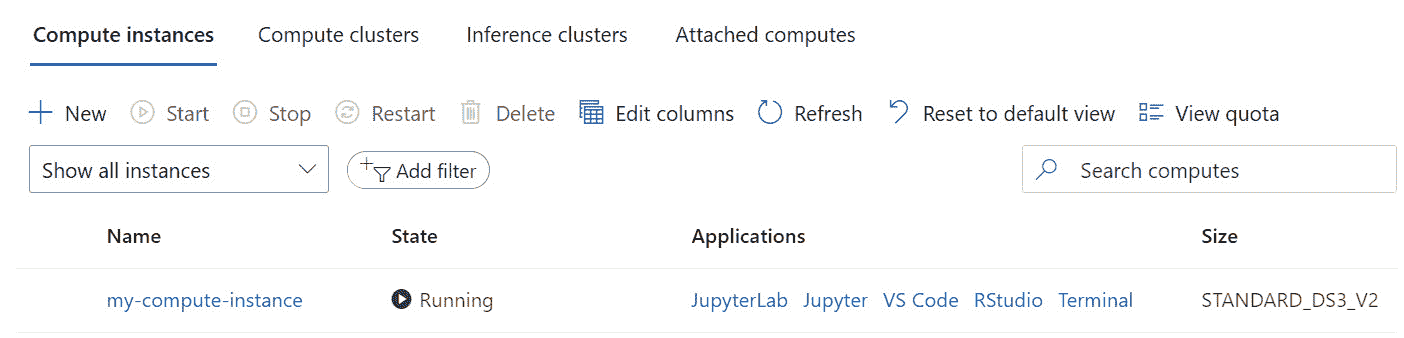 Compute instances Compute clusters Inference clusters Attached computes
New Start Stop Restart Delete Edit columns Refresh Reset to default view View quota
Show all instances Add filter Search computes
Name State Applications Size
my-compute-instance Running JupyterLab Jupyter VS Code RStudio Terminal STANDARD_DS3_V2